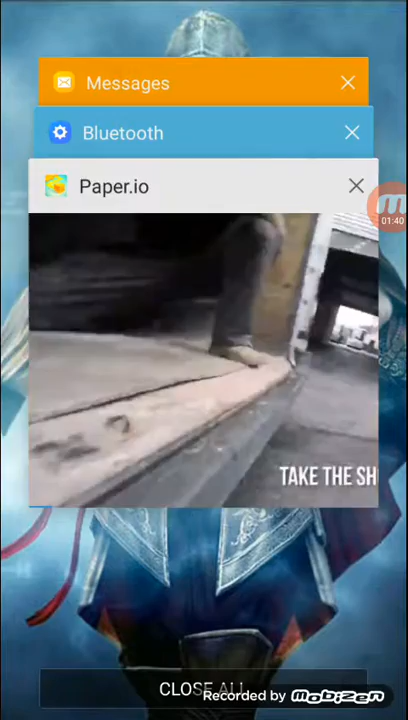 Messages
Bluetooth
Paper.io
01:40
TAKE THE SH
CLOSE ALL
Recorded by mobizen